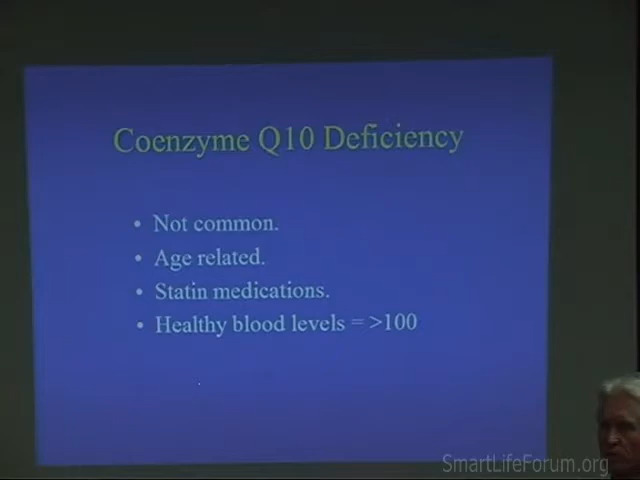 Coenzyme Q10 Deficiency
• Not common.
• Age related.
• Statin medications.
• Healthy blood levels = >100
SmartLifeForum.org